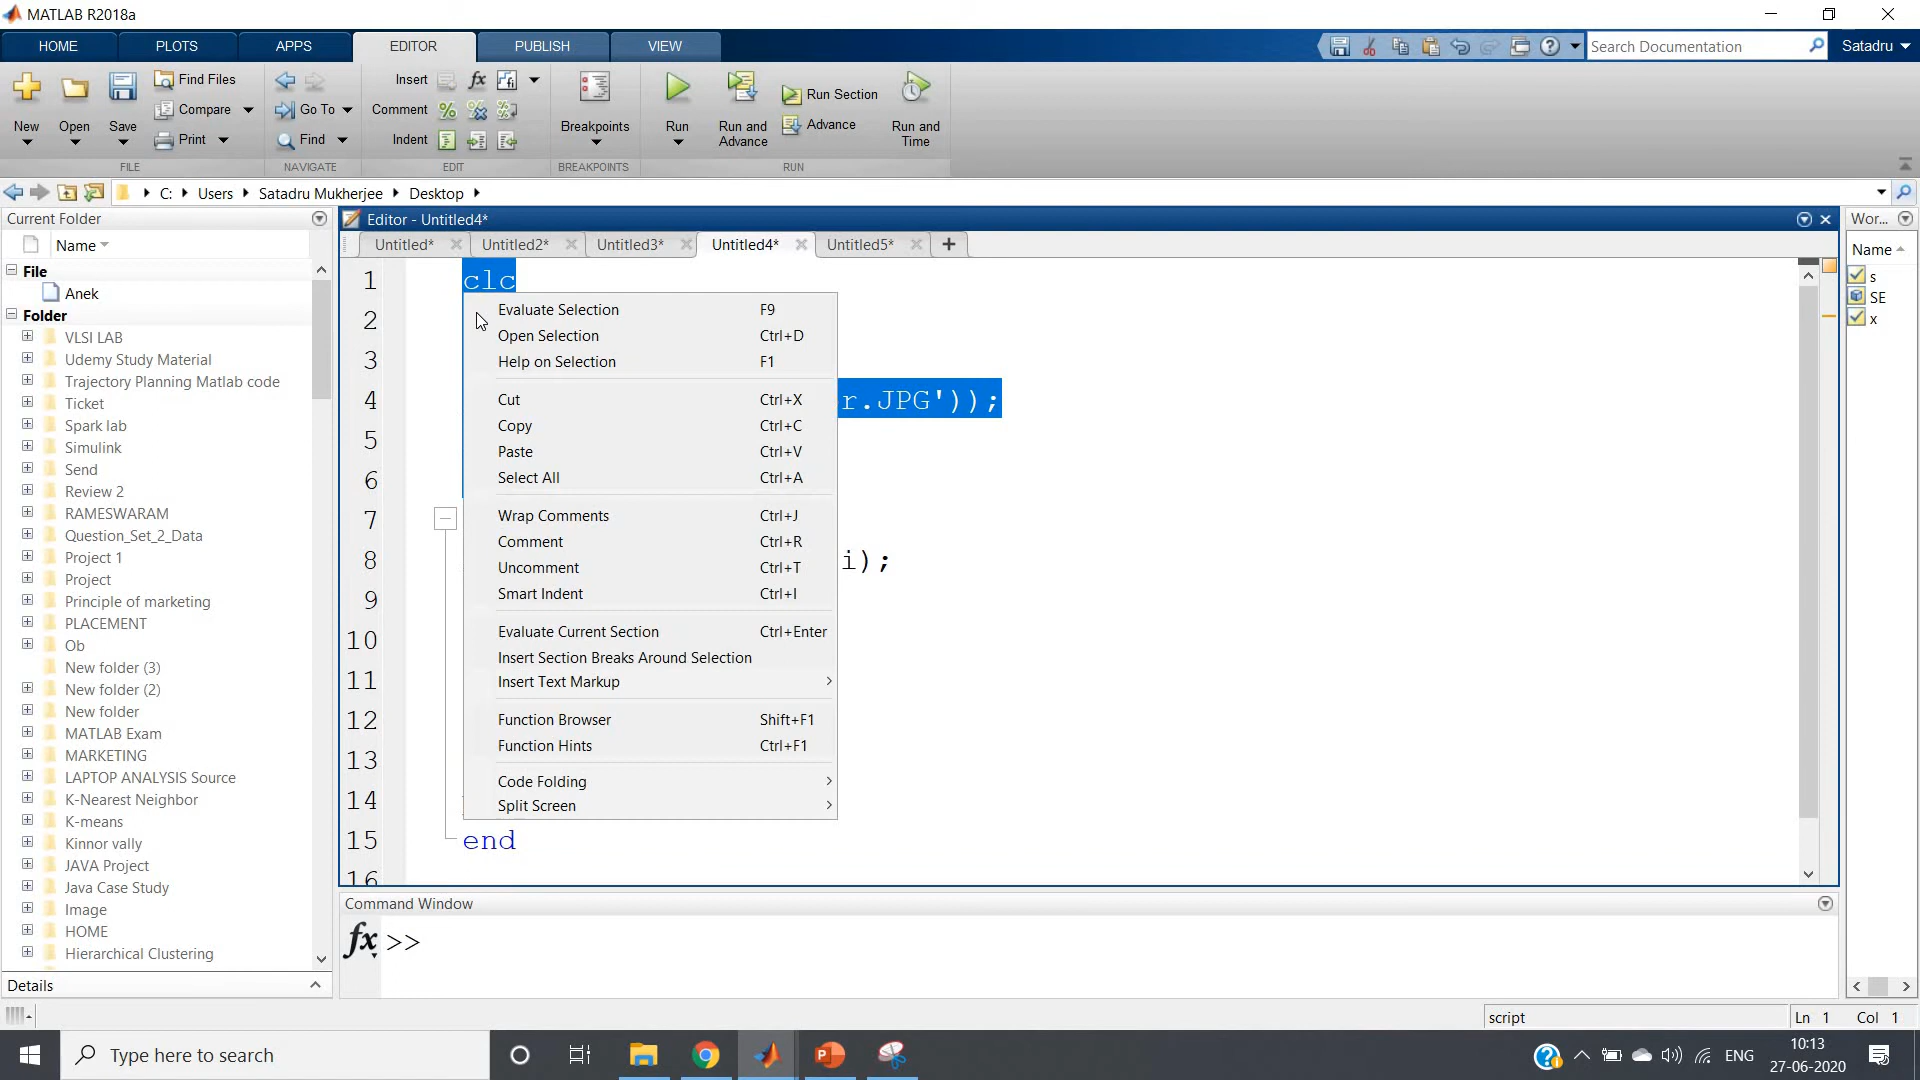 MATLAB R2018a
HOME PLOTS APPS EDITOR PUBLISH VIEW Search Documentation Satadru
New Open Save Find Files Compare Print
FILE
Go To Find
NAVIGATE
Insert fx
Comment
Indent
EDIT
Breakpoints
BREAKPOINTS
Run Run and Advance Run Section Advance Run and Time
RUN
C: Users Satadru Mukherjee Desktop
Current Folder
Name
File
Anek
Folder
VLSI LAB
Udemy Study Material
Trajectory Planning Matlab code
Ticket
Spark lab
Simulink
Send
Review 2
RAMESWARAM
Question_Set_2_Data
Project 1
Project
Principle of marketing
PLACEMENT
Ob
New folder (3)
New folder (2)
New folder
MATLAB Exam
MARKETING
LAPTOP ANALYSIS Source
K-Nearest Neighbor
K-means
Kinnor vally
JAVA Project
Java Case Study
Image
HOME
Hierarchical Clustering
Details
Editor - Untitled4*
Untitled* Untitled2* Untitled3* Untitled4* Untitled5*
1 clc
2
3
4 r.JPG'));
5
6
7
8 i);
9
10
11
12
13
14
15 end
16
Evaluate Selection F9
Open Selection Ctrl+D
Help on Selection F1
Cut Ctrl+X
Copy Ctrl+C
Paste Ctrl+V
Select All Ctrl+A
Wrap Comments Ctrl+J
Comment Ctrl+R
Uncomment Ctrl+T
Smart Indent Ctrl+I
Evaluate Current Section Ctrl+Enter
Insert Section Breaks Around Selection
Insert Text Markup
Function Browser Shift+F1
Function Hints Ctrl+F1
Code Folding
Split Screen
Command Window
fx >>
Wor...
Name
s
SE
x
script Ln 1 Col 1
Type here to search
ENG
10:13
27-06-2020